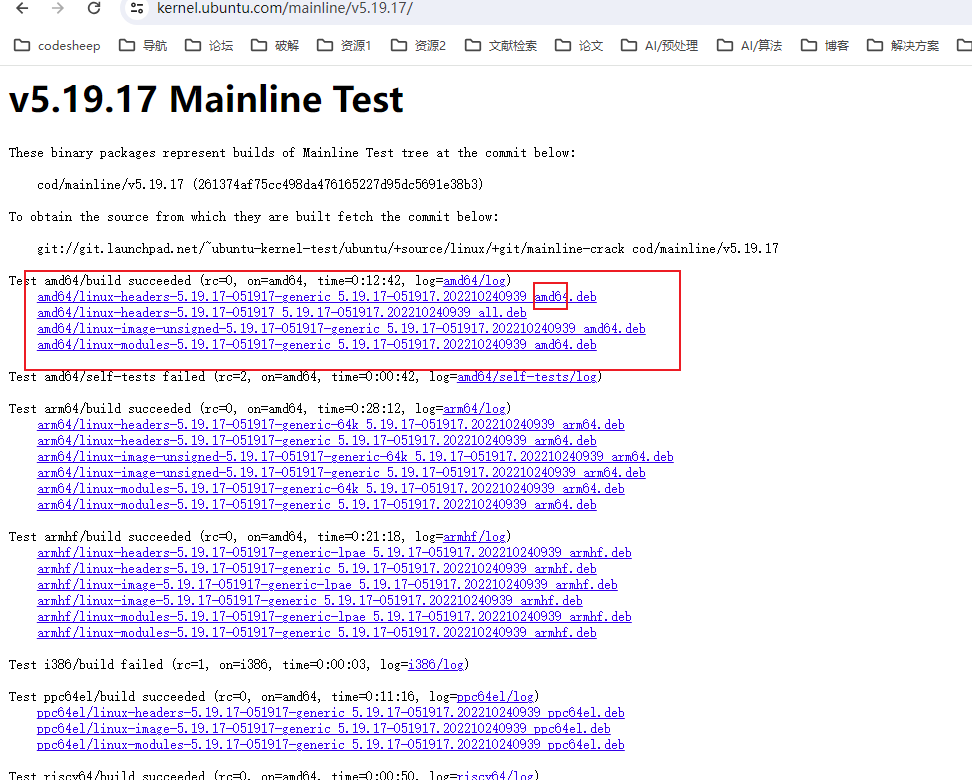 kernel.ubuntu.com/mainline/v5.19.17/
codesheep 导航 论坛 破解 资源1 资源2 文献检索 论文 AI/预处理 AI/算法 博客 解决方案
v5.19.17 Mainline Test
These binary packages represent builds of Mainline Test tree at the commit below:
cod/mainline/v5.19.17 (261374af75cc498da476165227d95dc5691e38b3)
To obtain the source from which they are built fetch the commit below:
git://git.launchpad.net/~ubuntu-kernel-test/ubuntu/+source/linux/+git/mainline-crack cod/mainline/v5.19.17
Test amd64/build succeeded (rc=0, on=amd64, time=0:12:42, log=amd64/log)
amd64/linux-headers-5.19.17-051917-generic_5.19.17-051917.202210240939_amd64.deb
amd64/linux-headers-5.19.17-051917_5.19.17-051917.202210240939_all.deb
amd64/linux-image-unsigned-5.19.17-051917-generic_5.19.17-051917.202210240939_amd64.deb
amd64/linux-modules-5.19.17-051917-generic_5.19.17-051917.202210240939_amd64.deb
Test amd64/self-tests failed (rc=2, on=amd64, time=0:00:42, log=amd64/self-tests/log)
Test arm64/build succeeded (rc=0, on=amd64, time=0:28:12, log=arm64/log)
arm64/linux-headers-5.19.17-051917-generic-64k_5.19.17-051917.202210240939_arm64.deb
arm64/linux-headers-5.19.17-051917-generic_5.19.17-051917.202210240939_arm64.deb
arm64/linux-image-unsigned-5.19.17-051917-generic-64k_5.19.17-051917.202210240939_arm64.deb
arm64/linux-image-unsigned-5.19.17-051917-generic_5.19.17-051917.202210240939_arm64.deb
arm64/linux-modules-5.19.17-051917-generic-64k_5.19.17-051917.202210240939_arm64.deb
arm64/linux-modules-5.19.17-051917-generic_5.19.17-051917.202210240939_arm64.deb
Test armhf/build succeeded (rc=0, on=amd64, time=0:21:18, log=armhf/log)
armhf/linux-headers-5.19.17-051917-generic-lpae_5.19.17-051917.202210240939_armhf.deb
armhf/linux-headers-5.19.17-051917-generic_5.19.17-051917.202210240939_armhf.deb
armhf/linux-image-5.19.17-051917-generic-lpae_5.19.17-051917.202210240939_armhf.deb
armhf/linux-image-5.19.17-051917-generic_5.19.17-051917.202210240939_armhf.deb
armhf/linux-modules-5.19.17-051917-generic-lpae_5.19.17-051917.202210240939_armhf.deb
armhf/linux-modules-5.19.17-051917-generic_5.19.17-051917.202210240939_armhf.deb
Test i386/build failed (rc=1, on=i386, time=0:00:03, log=i386/log)
Test ppc64el/build succeeded (rc=0, on=amd64, time=0:11:16, log=ppc64el/log)
ppc64el/linux-headers-5.19.17-051917-generic_5.19.17-051917.202210240939_ppc64el.deb
ppc64el/linux-image-5.19.17-051917-generic_5.19.17-051917.202210240939_ppc64el.deb
ppc64el/linux-modules-5.19.17-051917-generic_5.19.17-051917.202210240939_ppc64el.deb
Test riscv64/build succeeded (rc=0, on=amd64, time=0:00:50, log=riscv64/log)